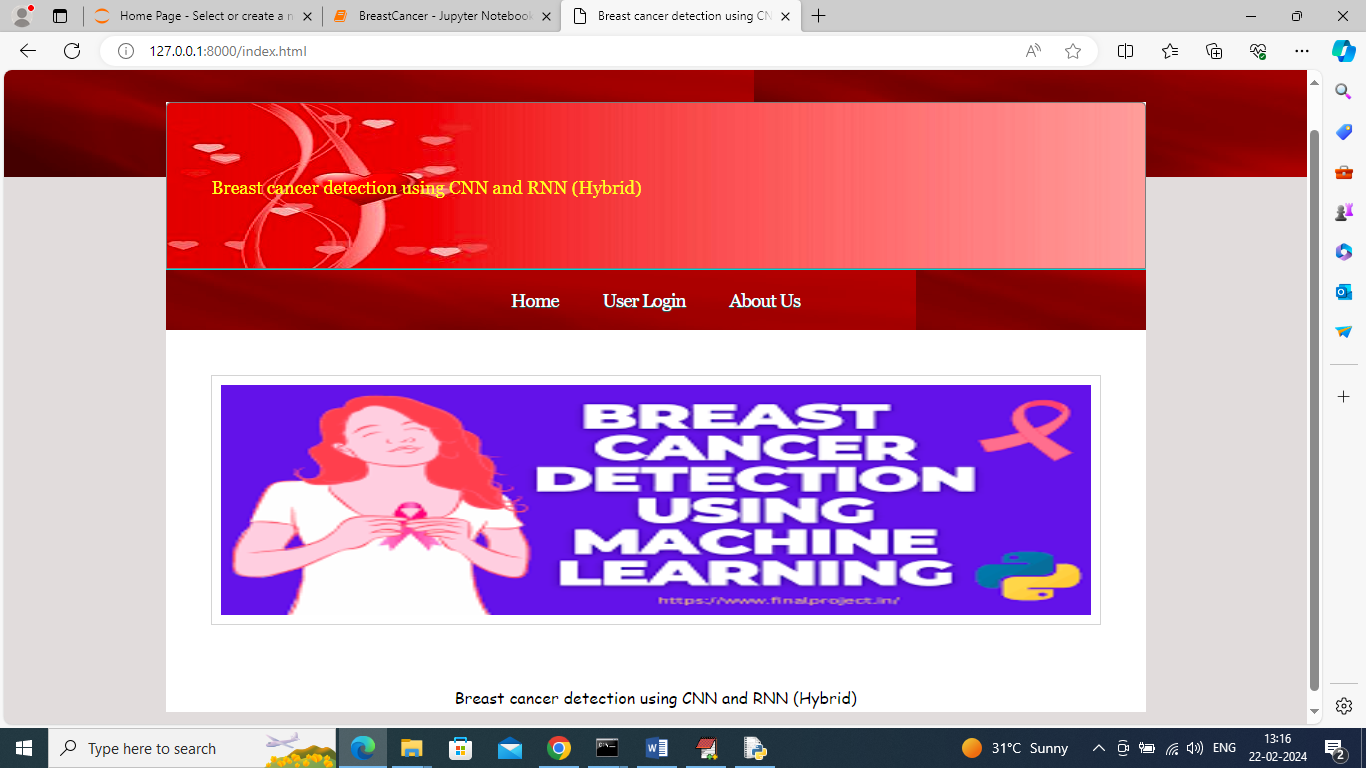 Home Page - Select or create a n
BreastCancer - Jupyter Notebook
Breast cancer detection using CN
127.0.0.1:8000/index.html
Breast cancer detection using CNN and RNN (Hybrid)
Home User Login About Us
BREAST
CANCER
DETECTION
USING
MACHINE
LEARNING
https://www.finalproject.in/
Breast cancer detection using CNN and RNN (Hybrid)
Type here to search
31°C Sunny
ENG
13:16
22-02-2024
2